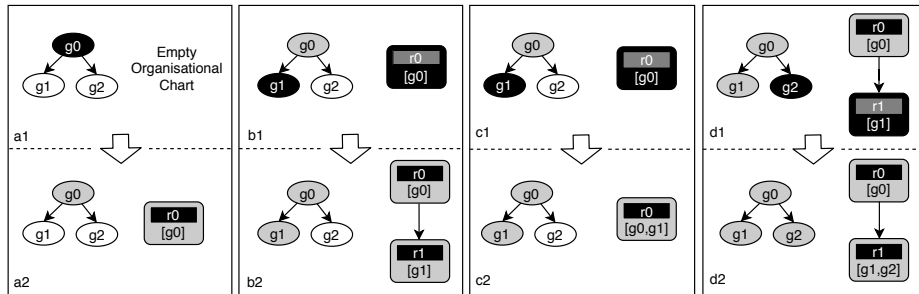 g0
g1
g2
Empty
Organisational
Chart
a1
g0
g1
g2
r0
[g0]
a2
g0
g1
g2
r0
[g0]
b1
g0
g1
g2
r0
[g0]
r1
[g1]
b2
g0
g1
g2
r0
[g0]
c1
g0
g1
g2
r0
[g0,g1]
c2
g0
g1
g2
r0
[g0]
r1
[g1]
d1
g0
g1
g2
r0
[g0]
r1
[g1,g2]
d2